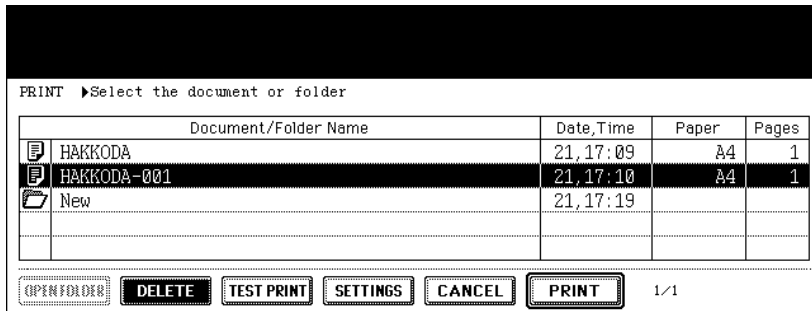 PRINT ▶Select the document or folder
Document/Folder Name Date,Time Paper Pages
HAKKODA 21,17:09 A4 1
HAKKODA-001 21,17:10 A4 1
New 21,17:19
OPEN FOLDER DELETE TEST PRINT SETTINGS CANCEL PRINT 1/1